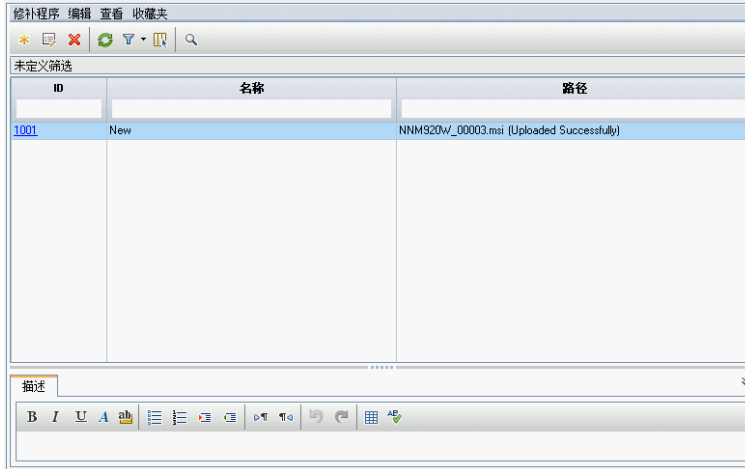 修补程序 编辑 查看 收藏夹
未定义筛选
ID 名称 路径
1001 New NNM920W_00003.msi (Uploaded Successfully)
描述
B I U A ab